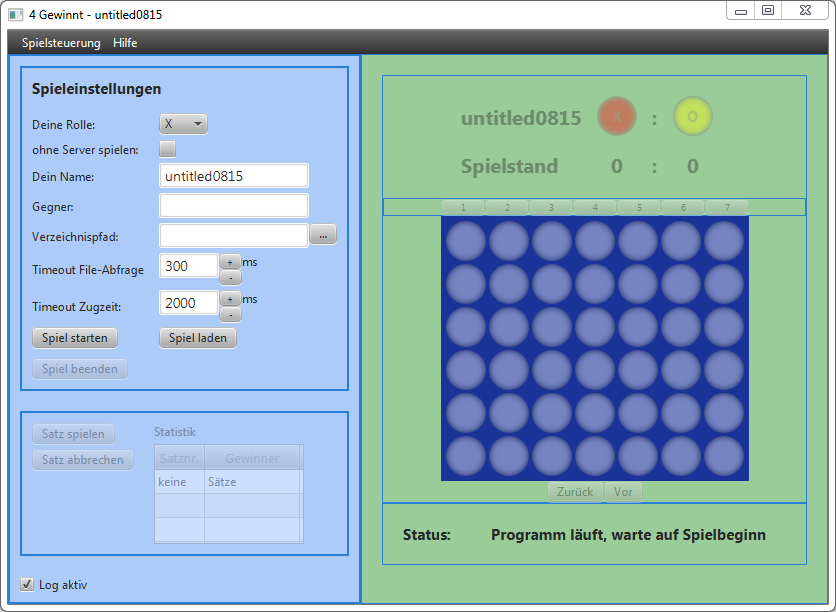 4 Gewinnt - untitled0815
Spielsteuerung Hilfe
Spieleinstellungen
Deine Rolle: X
ohne Server spielen:
Dein Name: untitled0815
Gegner:
Verzeichnispfad: ...
Timeout File-Abfrage 300 + ms
-
Timeout Zugzeit: 2000 + ms
-
Spiel starten Spiel laden
Spiel beenden
Satz spielen
Satz abbrechen
Statistik
Satznr. Gewinner
keine Sätze
Log aktiv
untitled0815 X : O
Spielstand 0 : 0
1 2 3 4 5 6 7
Zurück Vor
Status: Programm läuft, warte auf Spielbeginn